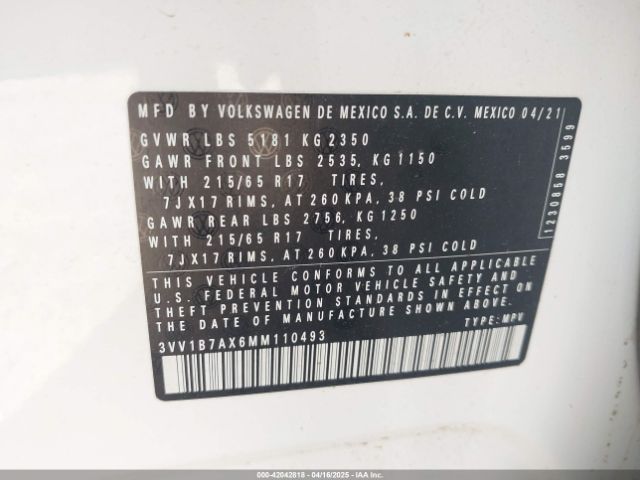 MFD BY VOLKSWAGEN DE MEXICO S.A. DE C.V. MEXICO 04/21
GVWR LBS 5181 KG 2350
GAWR FRONT LBS 2535, KG 1150
WITH 215/65 R17 TIRES,
7JX17 RIMS, AT 260 KPA, 38 PSI COLD
GAWR REAR LBS 2756, KG 1250
WITH 215/65 R17 TIRES,
7JX17 RIMS, AT 260 KPA, 38 PSI COLD
1230858 3599
THIS VEHICLE CONFORMS TO ALL APPLICABLE
U.S. FEDERAL MOTOR VEHICLE SAFETY AND
THEFT PREVENTION STANDARDS IN EFFECT ON
THE DATE OF MANUFACTURE SHOWN ABOVE.
3VV1B7AX6MM110493 TYPE: MPV
000-42042818 - 04/16/2025 - IAA Inc.